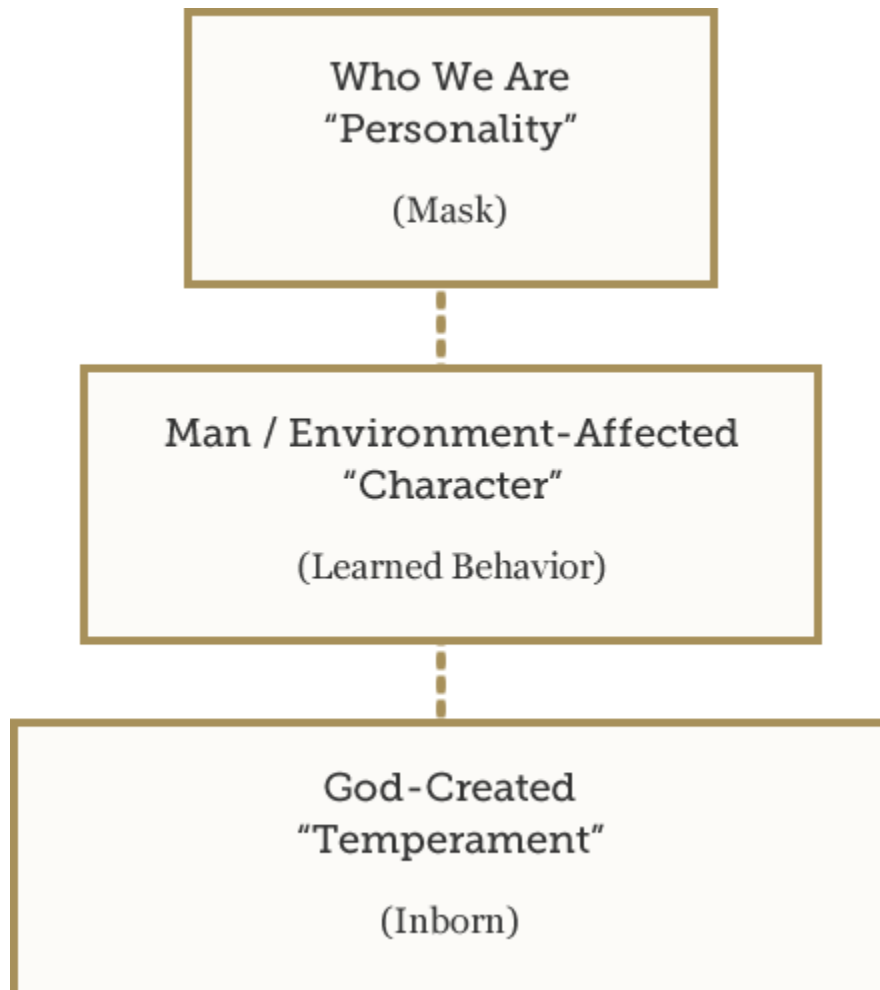 Who We Are
“Personality”
(Mask)
Man / Environment-Affected
“Character”
(Learned Behavior)
God-Created
“Temperament”
(Inborn)